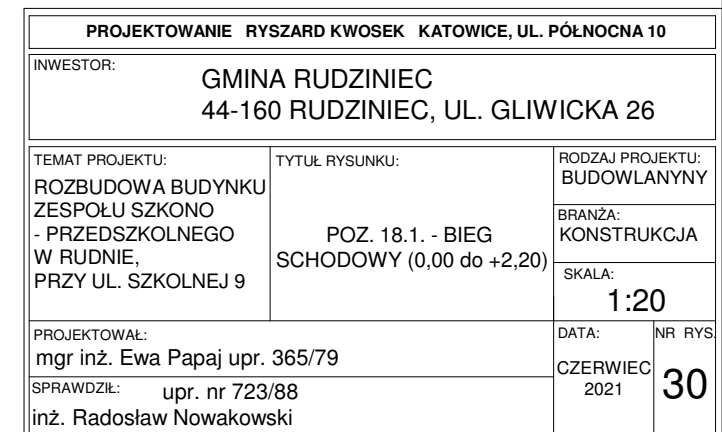 PROJEKTOWANIE RYSZARD KWOSEK KATOWICE, UL. PÓŁNOCNA 10
INWESTOR:
GMINA RUDZINIEC
44-160 RUDZINIEC, UL. GLIWICKA 26
TEMAT PROJEKTU:
ROZBUDOWA BUDYNKU
ZESPOŁU SZKONO
- PRZEDSZKOLNEGO
W RUDNIE,
PRZY UL. SZKOLNEJ 9
TYTUŁ RYSUNKU:
POZ. 18.1. - BIEG
SCHODOWY (0,00 do +2,20)
RODZAJ PROJEKTU:
BUDOWLANYNY
BRANŻA:
KONSTRUKCJA
SKALA:
1:20
PROJEKTOWAŁ:
mgr inż. Ewa Papaj upr. 365/79
SPRAWDZIŁ: upr. nr 723/88
inż. Radosław Nowakowski
DATA:
CZERWIEC
2021
NR RYS.
30